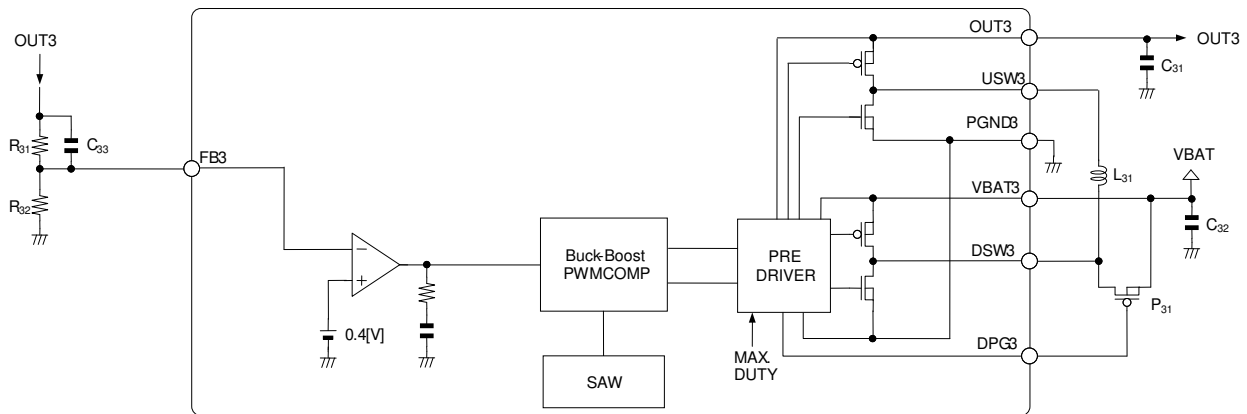 OUT3
R31
C33
R32
FB3
0.4[V]
Buck-Boost
PWMCOMP
SAW
PRE
DRIVER
MAX.
DUTY
OUT3
USW3
PGND3
VBAT3
DSW3
DPG3
OUT3
C31
L31
VBAT
C32
P31